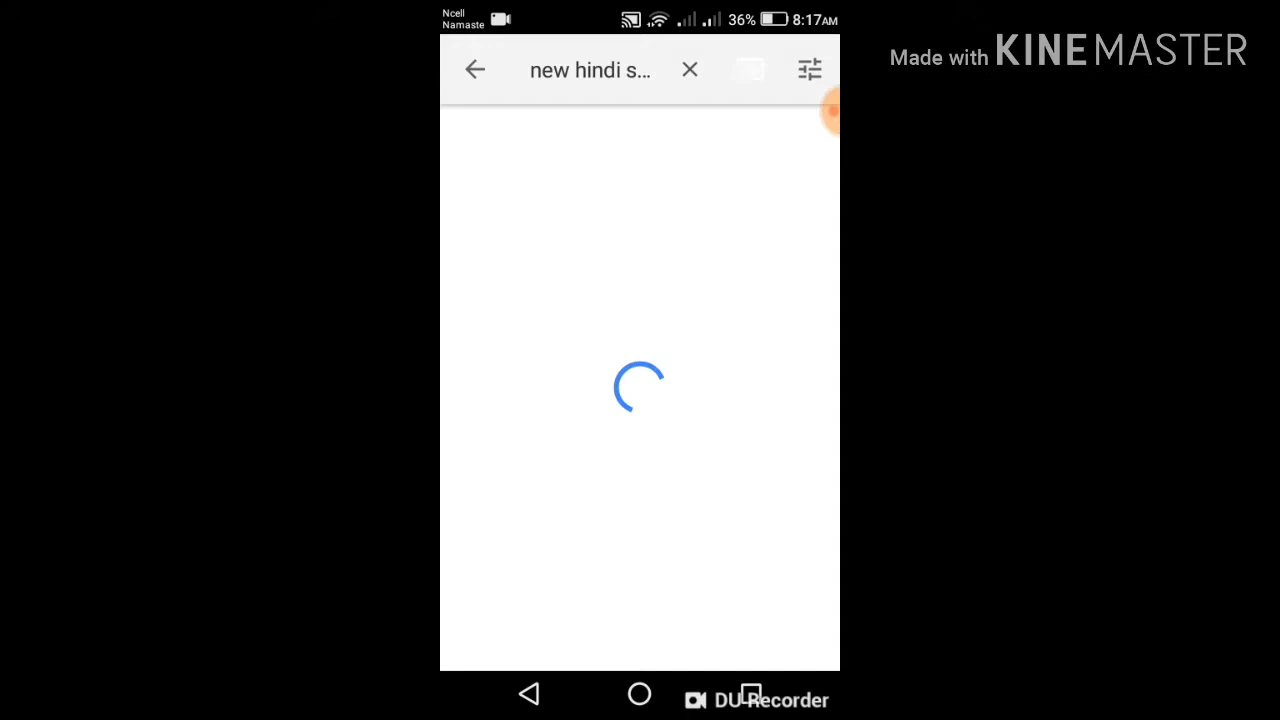 Ncell
Namaste
36%
8:17AM
Made with KINEMASTER
new hindi s...
DU Recorder